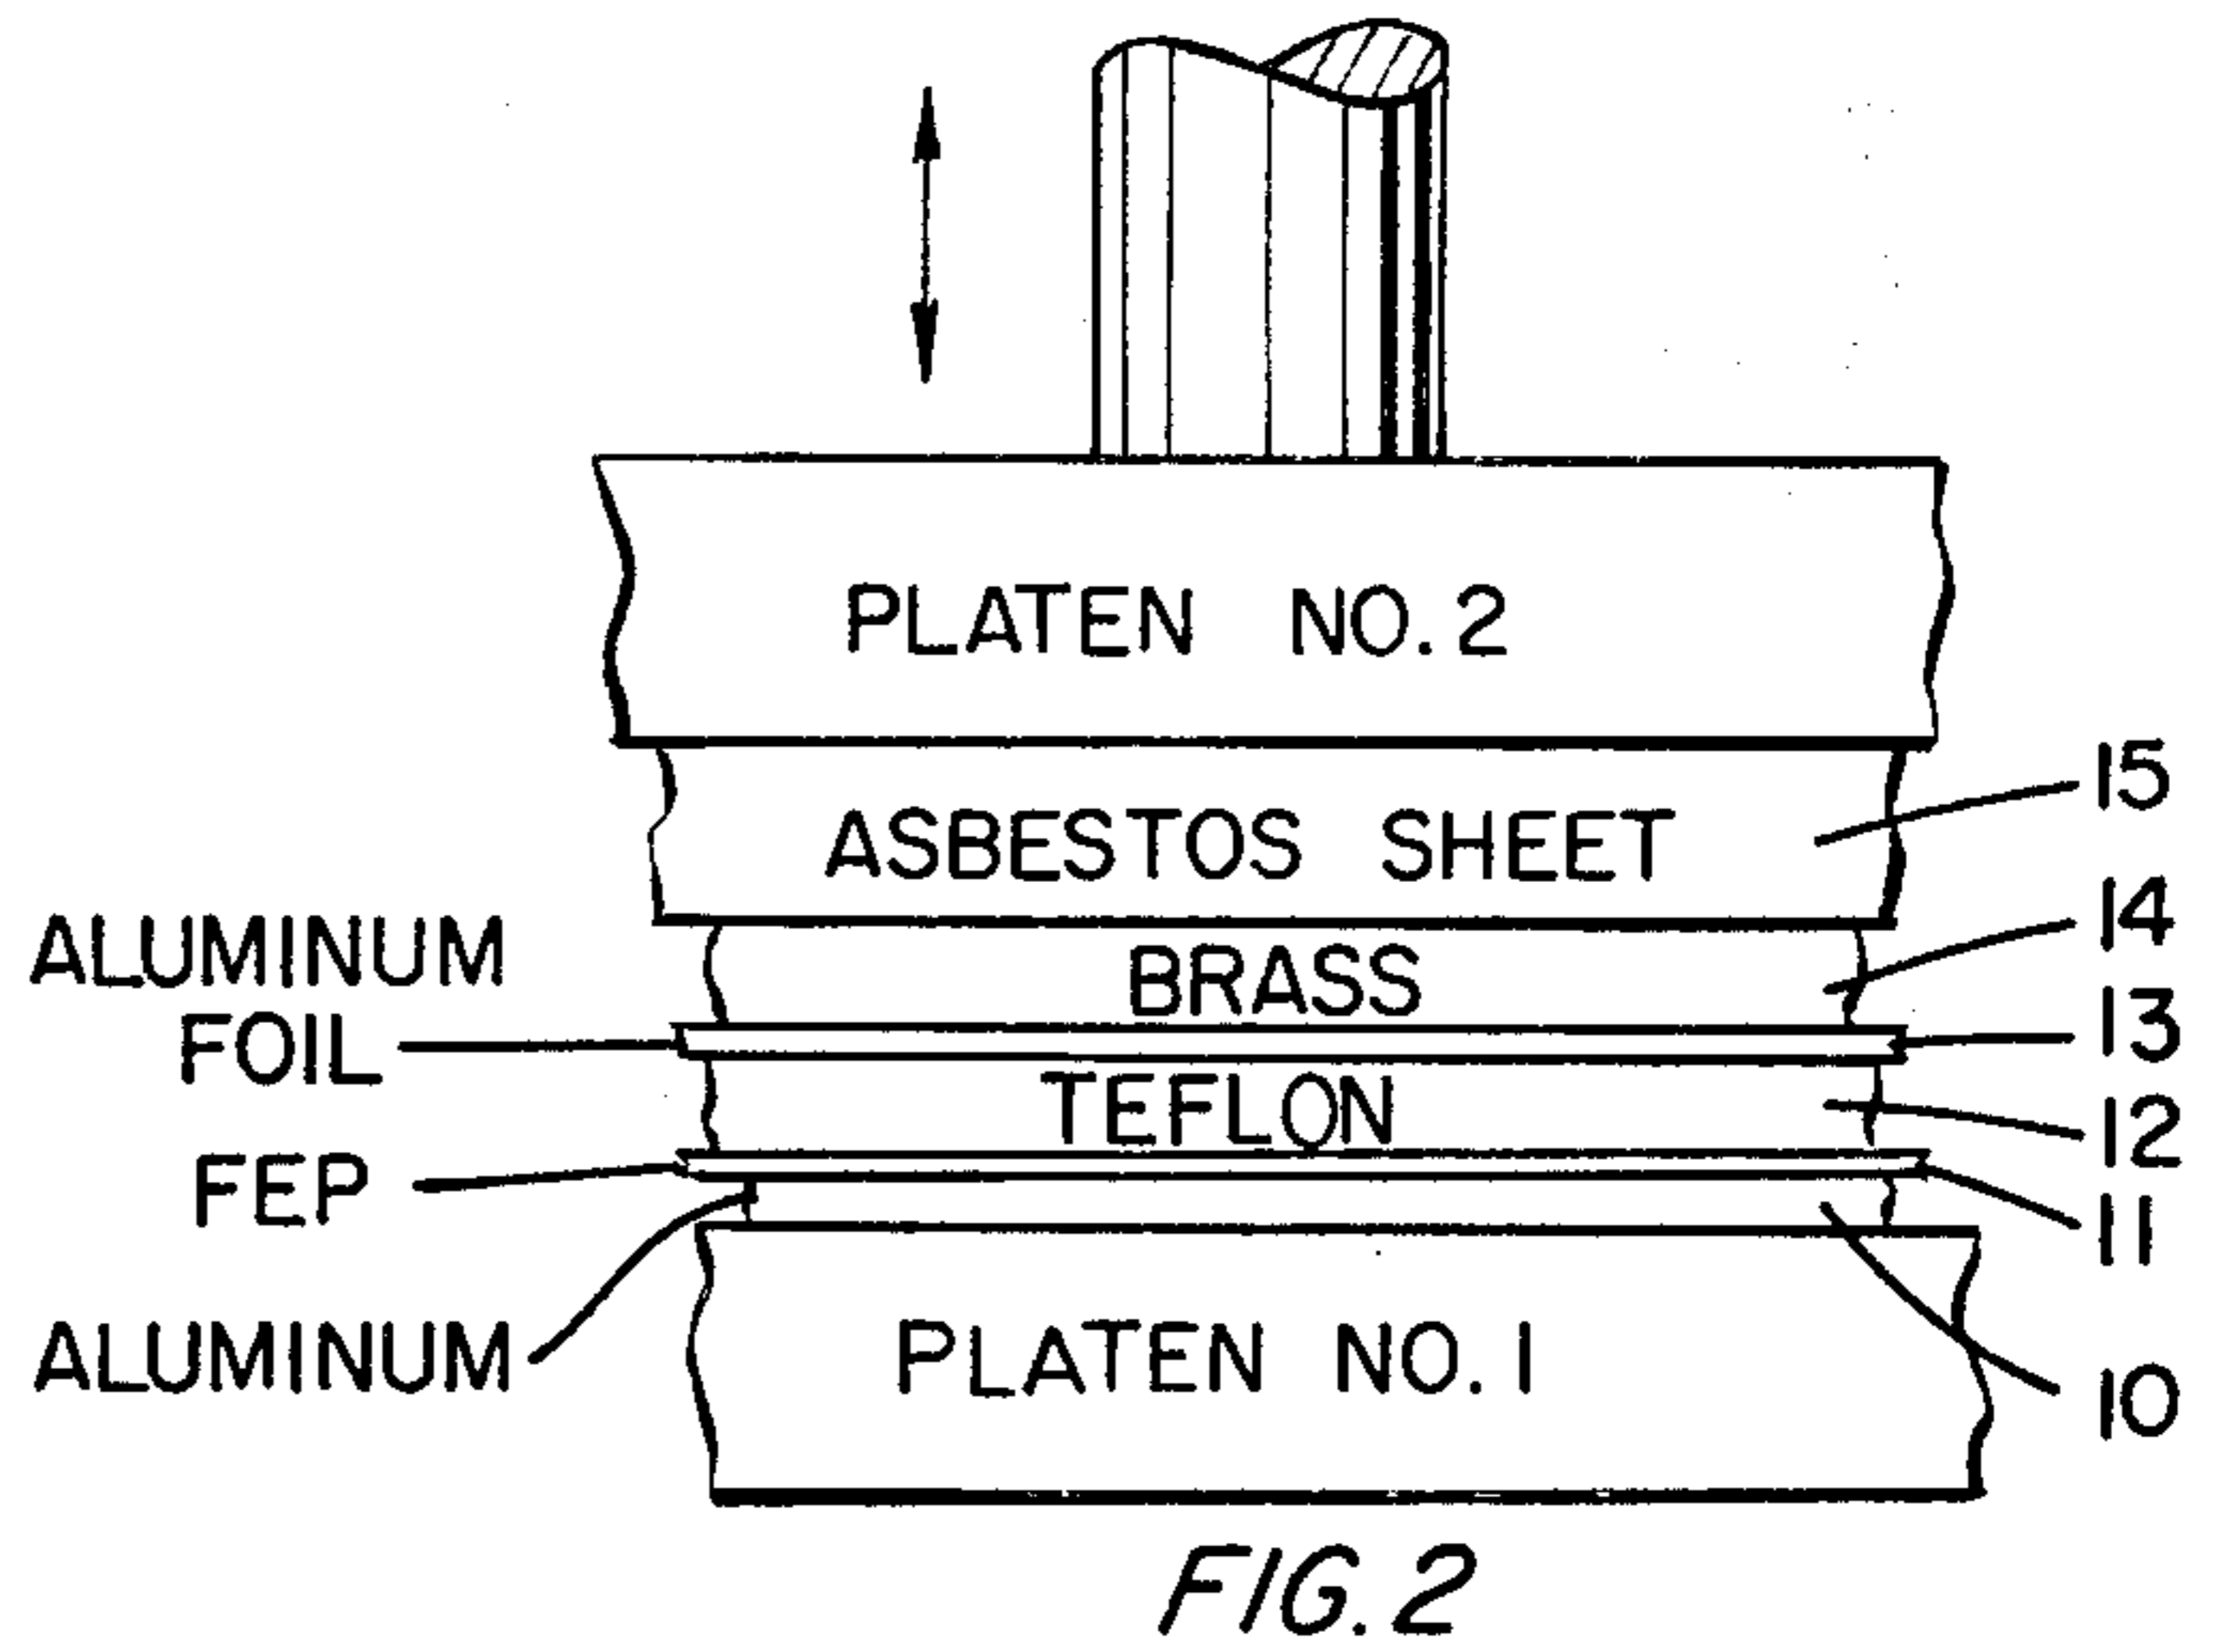 PLATEN NO. 2
15
ASBESTOS SHEET
14
ALUMINUM
FOIL
BRASS
13
TEFLON
12
FEP
11
ALUMINUM
PLATEN NO. 1
10
FIG. 2